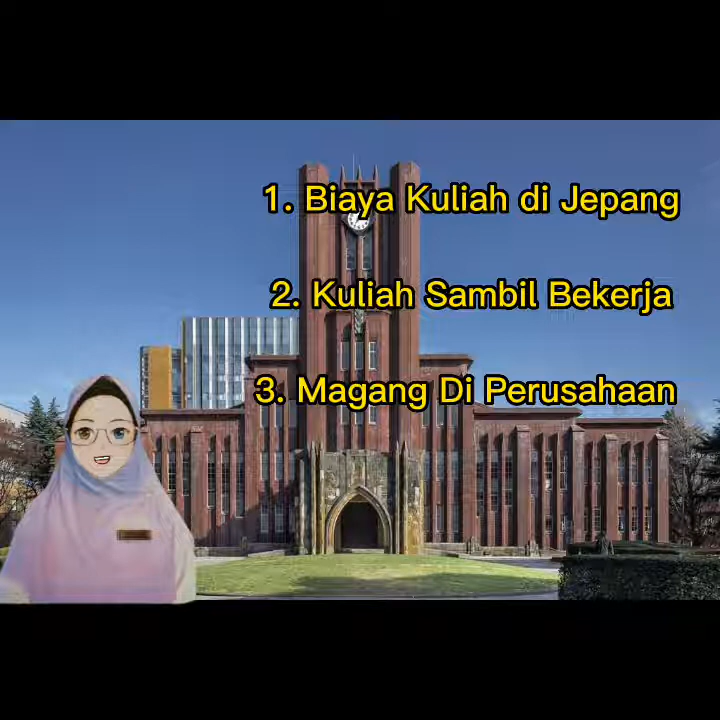 1. Biaya Kuliah di Jepang
2. Kuliah Sambil Bekerja
3. Magang Di Perusahaan